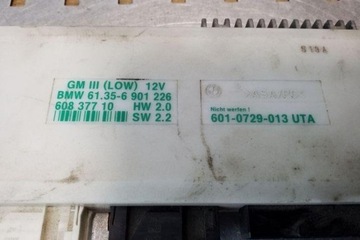 S19A
GM III (LOW) 12V
BMW 61.35-6 901 226
608 377 10 HW 2.0
SW 2.2
Nicht werfen !
601-0729-013 UTA